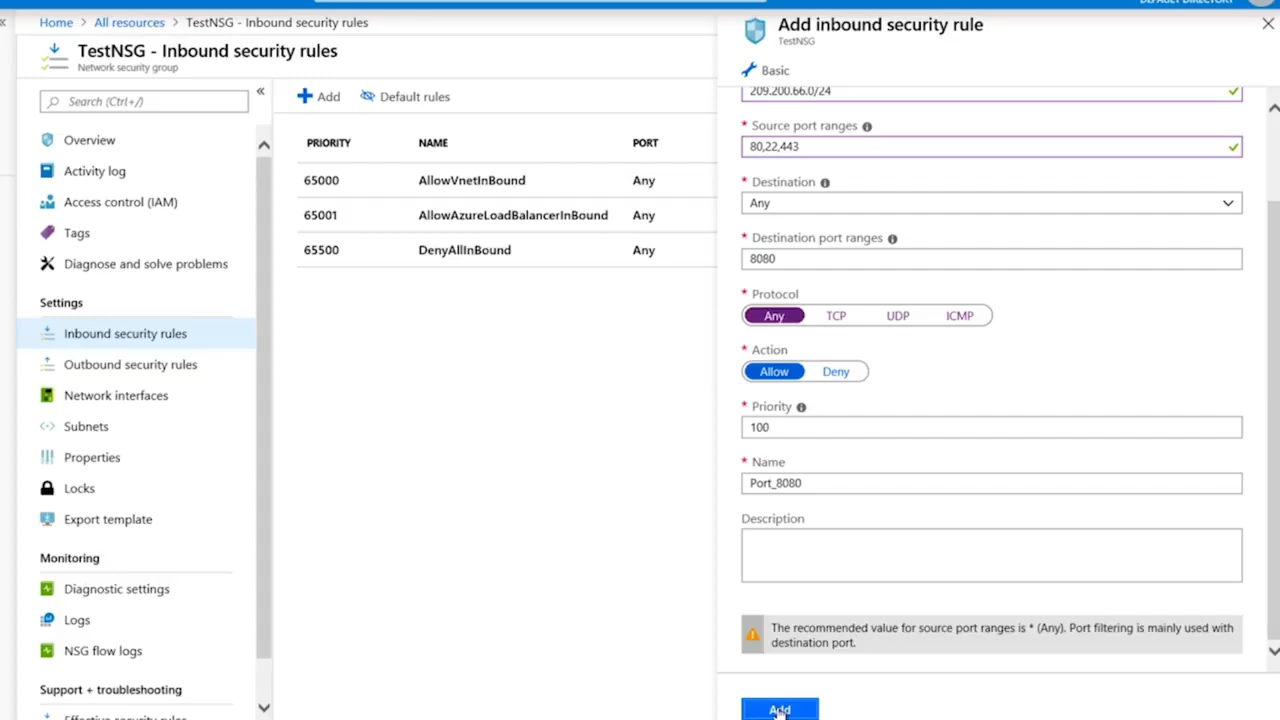 DEFAULT DIRECTORY
Home > All resources > TestNSG - Inbound security rules
TestNSG - Inbound security rules
Network security group
Search (Ctrl+/)
Overview
Activity log
Access control (IAM)
Tags
Diagnose and solve problems
Settings
Inbound security rules
Outbound security rules
Network interfaces
Subnets
Properties
Locks
Export template
Monitoring
Diagnostic settings
Logs
NSG flow logs
Support + troubleshooting
Effective security rules
Add Default rules
PRIORITY NAME PORT
65000 AllowVnetInBound Any
65001 AllowAzureLoadBalancerInBound Any
65500 DenyAllInBound Any
Add inbound security rule
TestNSG
Basic
209.200.66.0/24
* Source port ranges
80,22,443
* Destination
Any
* Destination port ranges
8080
* Protocol
Any TCP UDP ICMP
* Action
Allow Deny
* Priority
100
* Name
Port_8080
Description
The recommended value for source port ranges is * (Any). Port filtering is mainly used with
destination port.
Add